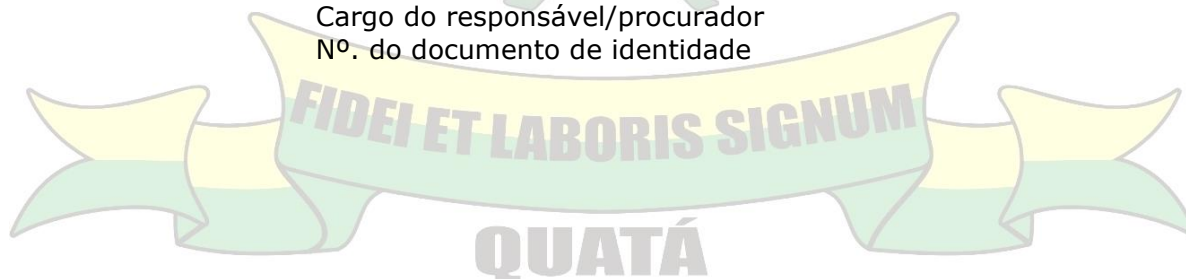 Cargo do responsável/procurador
Nº. do documento de identidade
FIDEI ET LABORIS SIGNUM
QUATÁ